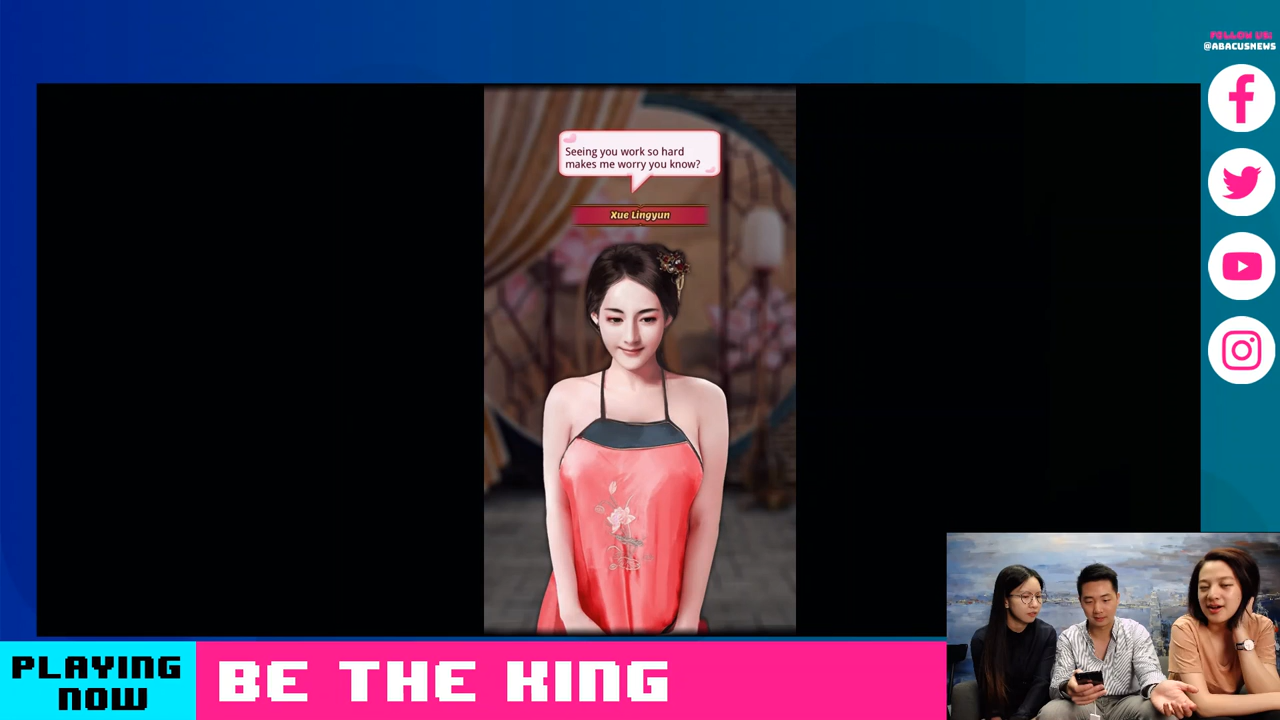 FOLLOW US!
@ABACUSNEWS
Seeing you work so hard
makes me worry you know?
Xue Lingyun
PLAYING
NOW
BE THE KING